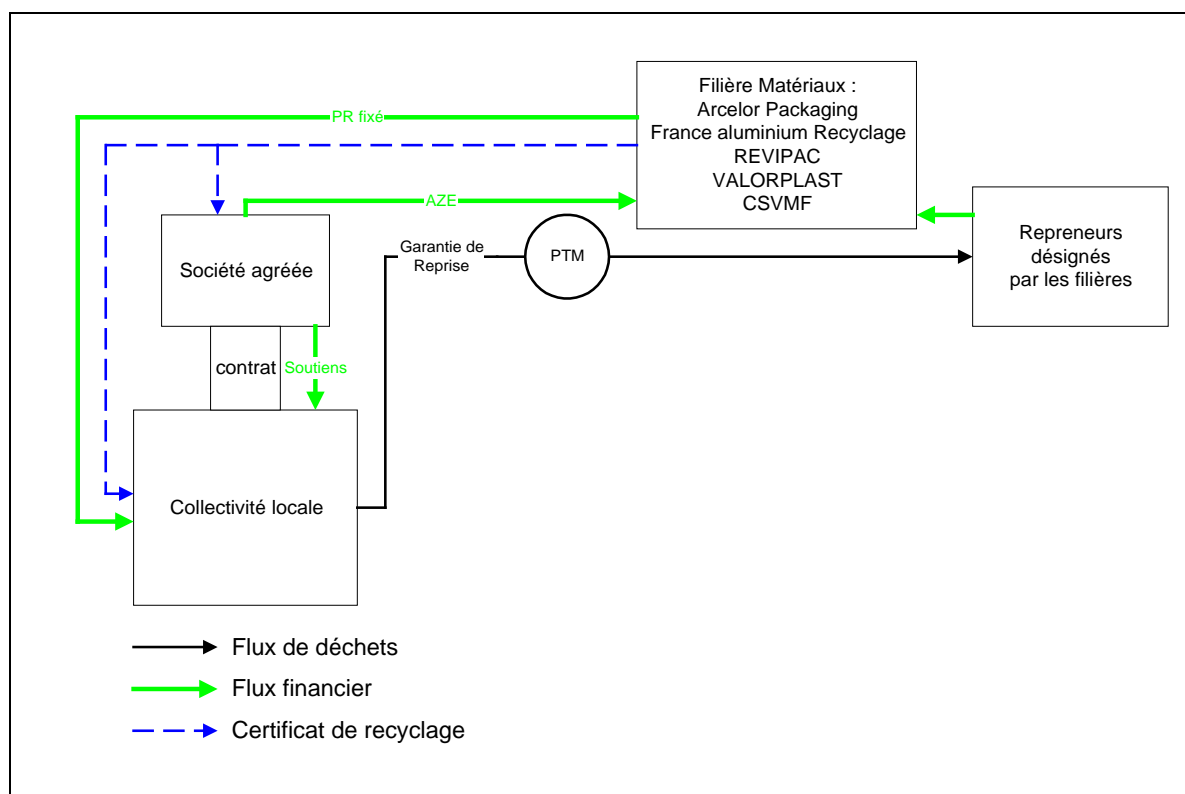 Filière Matériaux :
Arcelor Packaging
France aluminium Recyclage
REVIPAC
VALORPLAST
CSVMF
PR fixé
AZE
Repreneurs
désignés
par les filières
Garantie de
Reprise
PTM
Société agréée
contrat
Soutiens
Collectivité locale
Flux de déchets
Flux financier
Certificat de recyclage